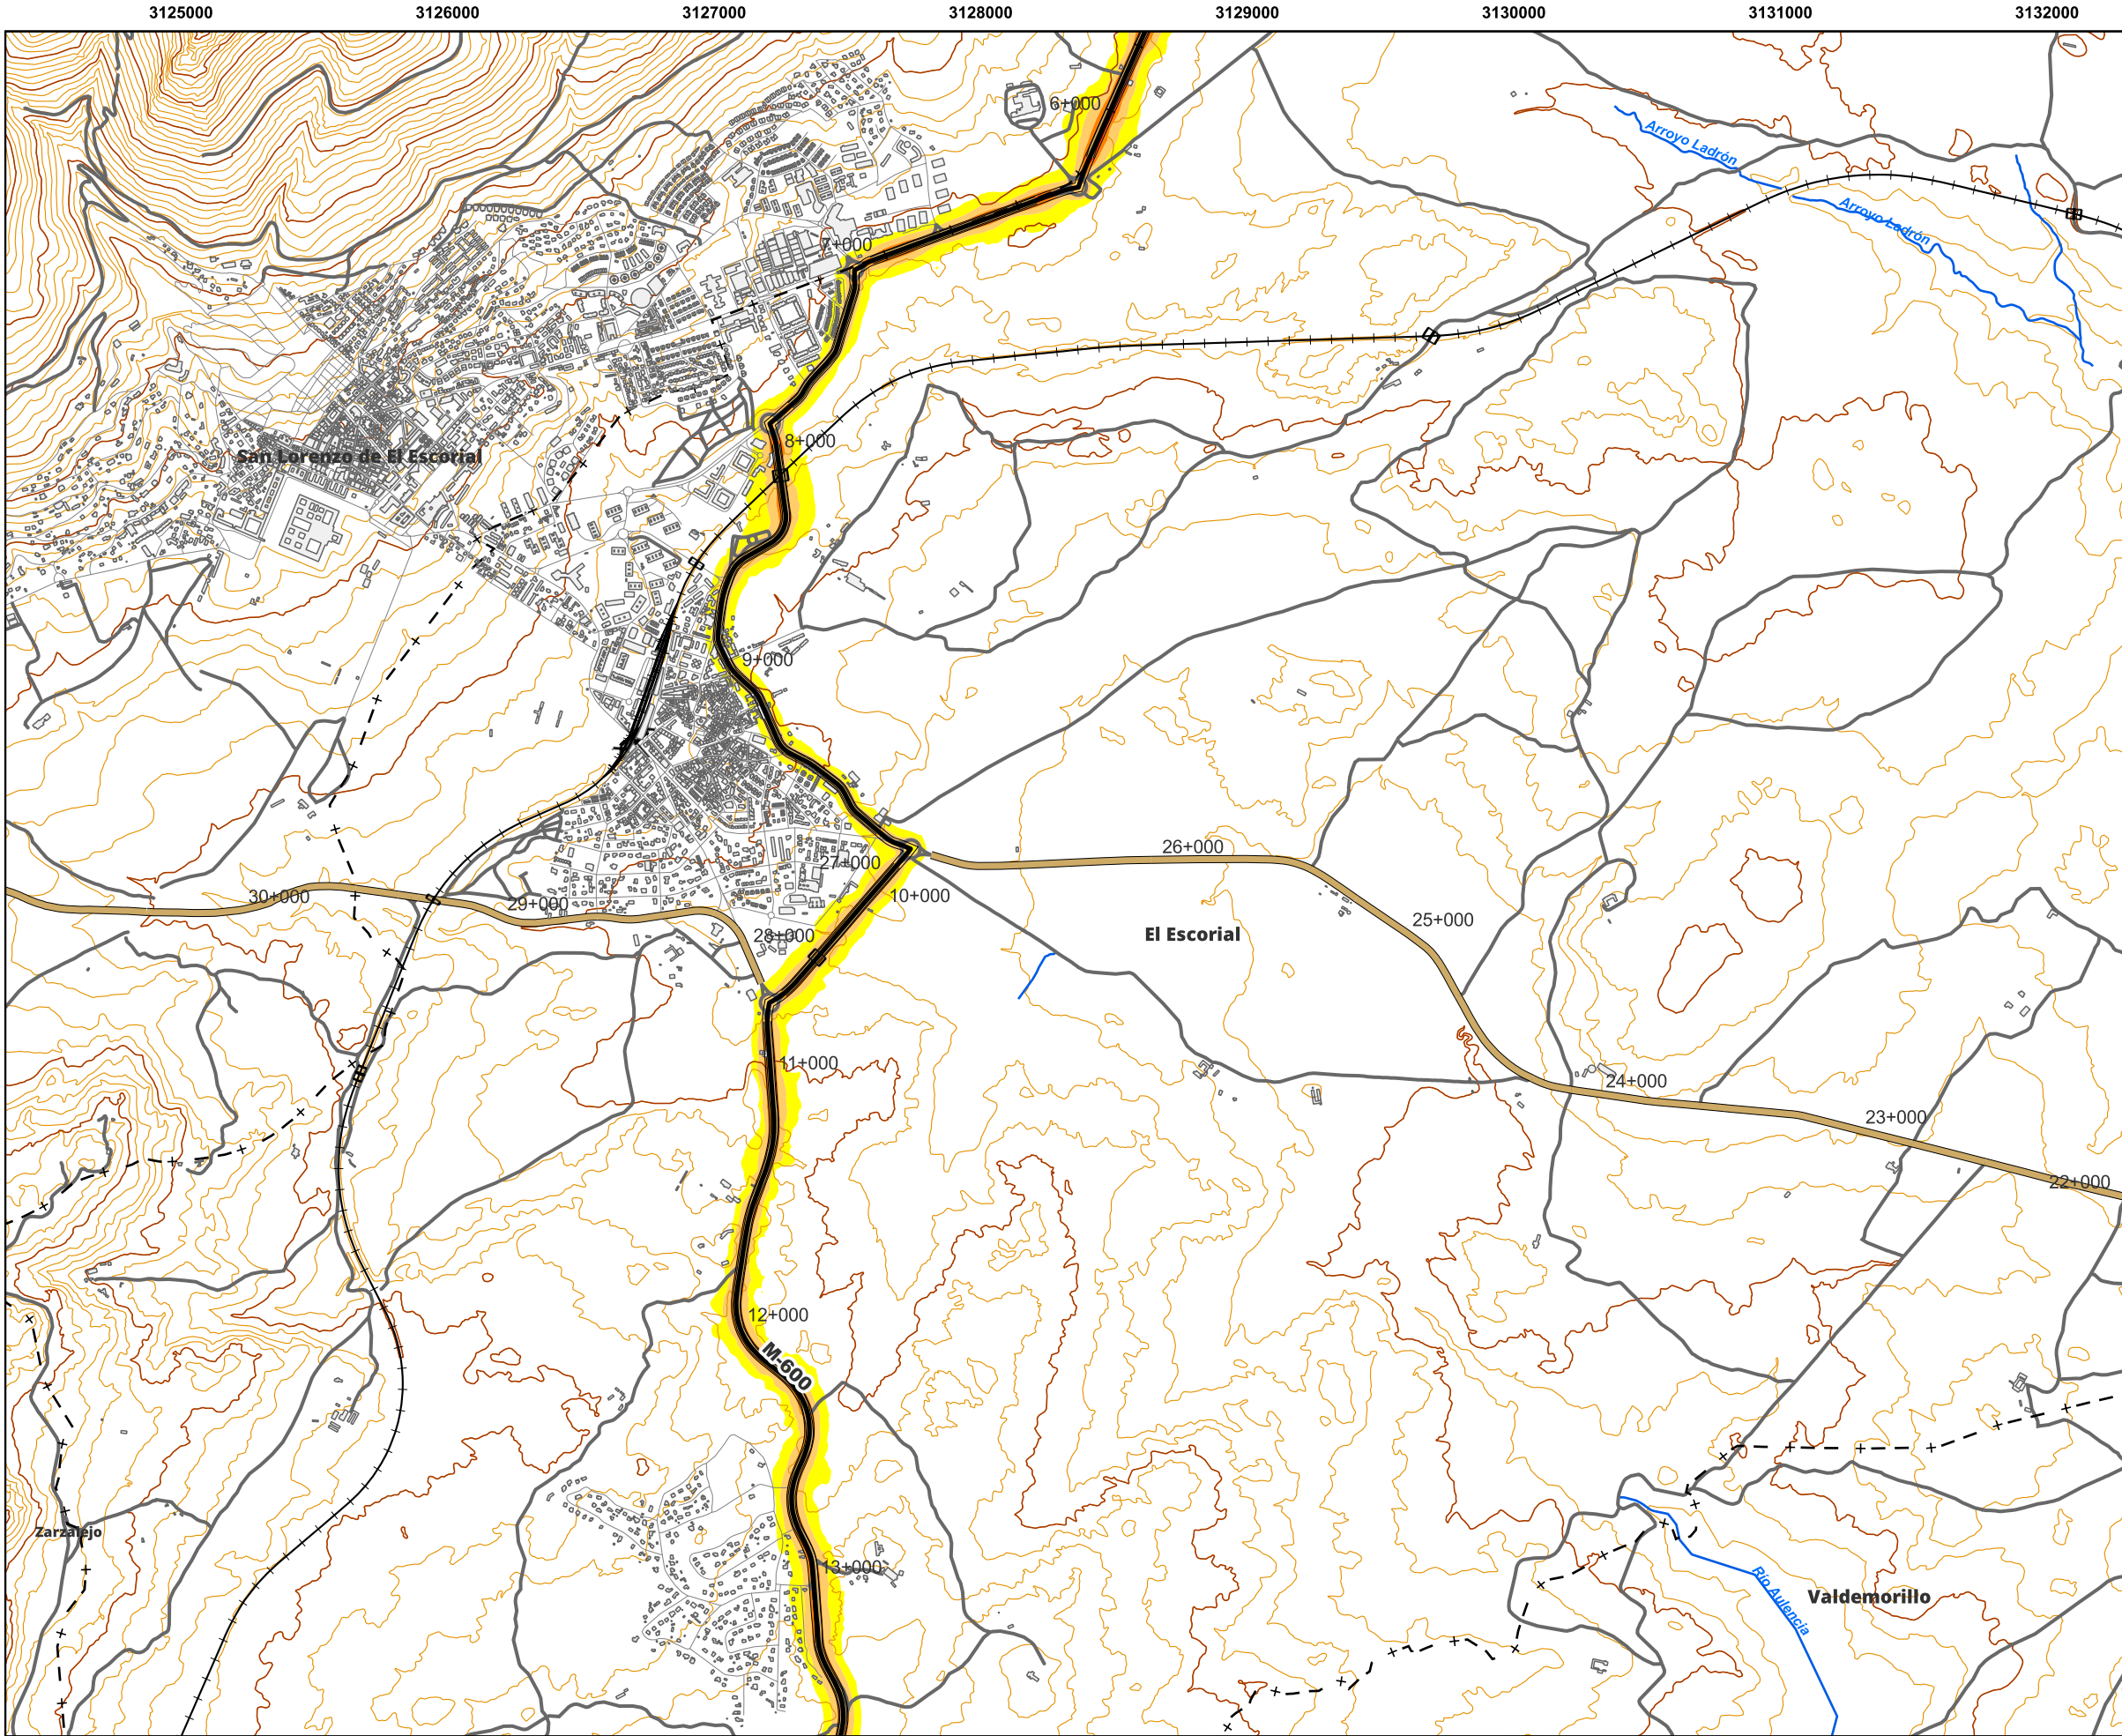 3125000 3126000 3127000 3128000 3129000 3130000 3131000 3132000
6+000
Arroyo Ladrón
Arroyo Ladrón
7+000
8+000
San Lorenzo de El Escorial
9+000
26+000
27+000
10+000
30+000
29+000
25+000
28+000
El Escorial
11+000
24+000
23+000
22+000
12+000
M-600
Zarzalejo
13+000
Río Aulencia
Valdemorillo